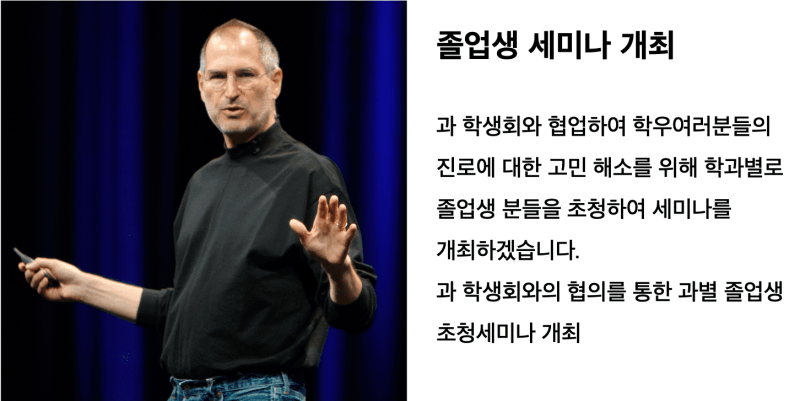 졸업생 세미나 개최
과 학생회와 협업하여 학우여러분들의
진로에 대한 고민 해소를 위해 학과별로
졸업생 분들을 초청하여 세미나를
개최하겠습니다.
과 학생회와의 협의를 통한 과별 졸업생
초청세미나 개최